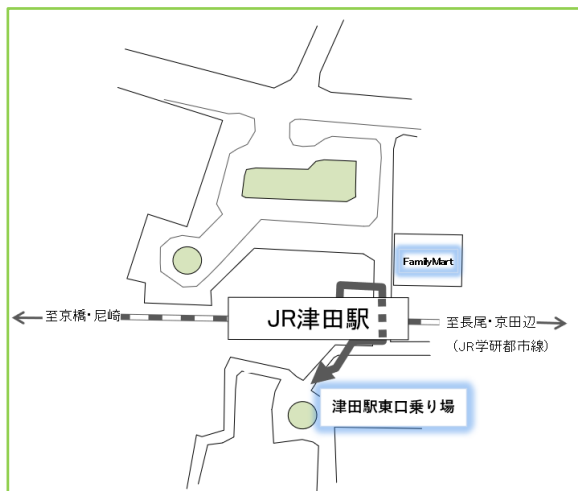 FamilyMart
至京橋・尼崎
JR津田駅
至長尾・京田辺
（JR学研都市線）
津田駅東口乗り場